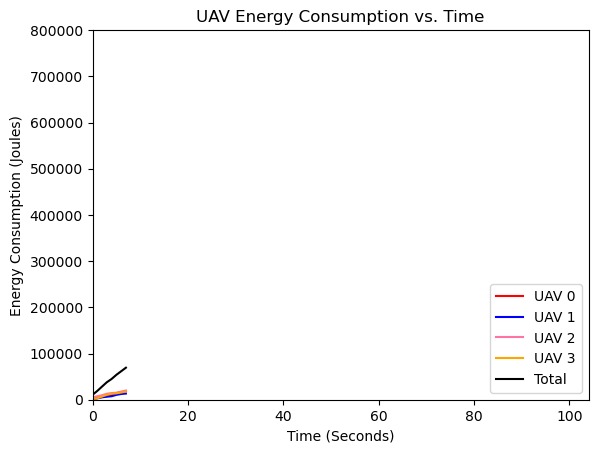 UAV Energy Consumption vs. Time
800000
700000
600000
500000
400000
300000
200000
100000
0
Energy Consumption (Joules)
0 20 40 60 80 100
Time (Seconds)
UAV 0
UAV 1
UAV 2
UAV 3
Total